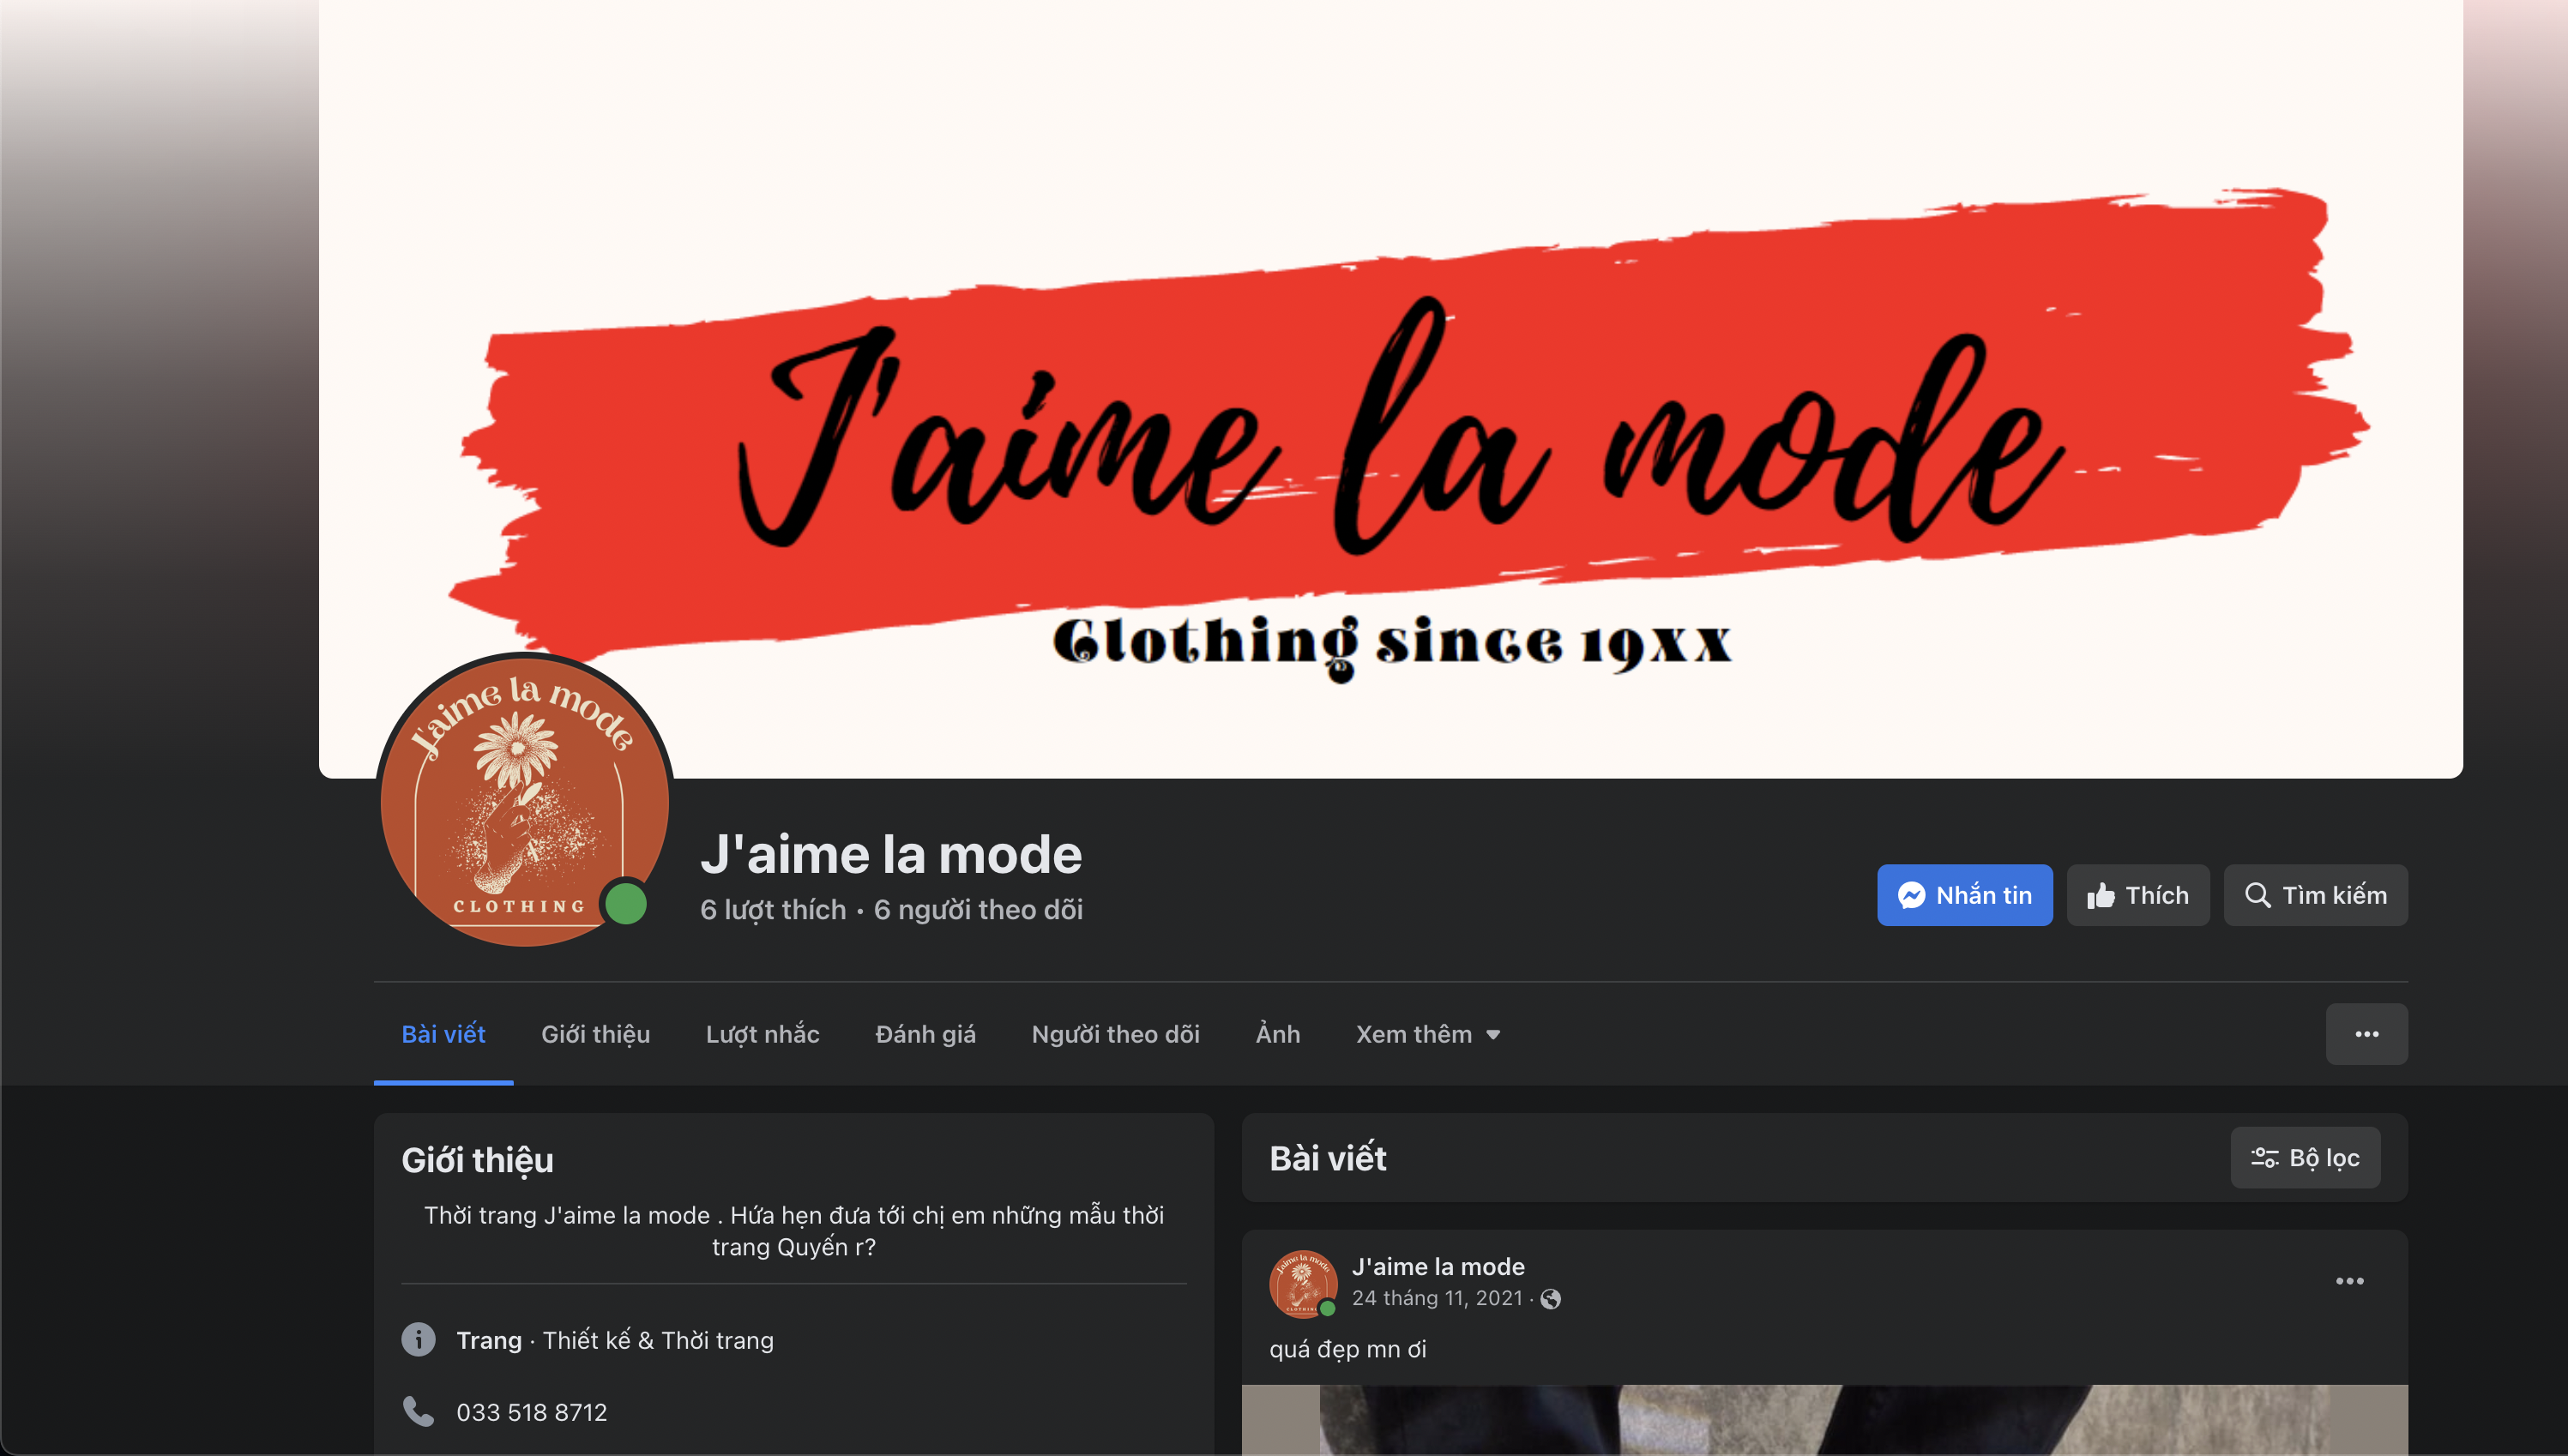 J'aime la mode
Clothing since 19XX
J'aime la mode
CLOTHING
J'aime la mode
6 lượt thích • 6 người theo dõi
Nhắn tin
Thích
Tìm kiếm
Bài viết
Giới thiệu
Lượt nhắc
Đánh giá
Người theo dõi
Ảnh
Xem thêm
Giới thiệu
Thời trang J'aime la mode . Hứa hẹn đưa tới chị em những mẫu thời
trang Quyến r?
Trang · Thiết kế & Thời trang
033 518 8712
Bài viết
Bộ lọc
J'aime la mode
J'aime la mode
24 tháng 11, 2021 ·
quá đẹp mn ơi